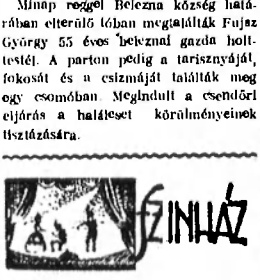 Minap reggel Belezna község hatá-
rában elterülő tóban megtalálták Fujsz
György 55 éves beleznai gazda holt-
testét. A parton pedig a tarisznyáját,
fokosát és a csizmáját találták meg
egy csomóban. Megindult a csendőri
eljárás a haláleset körülményeinek
tisztázására.
SZINHÁZ